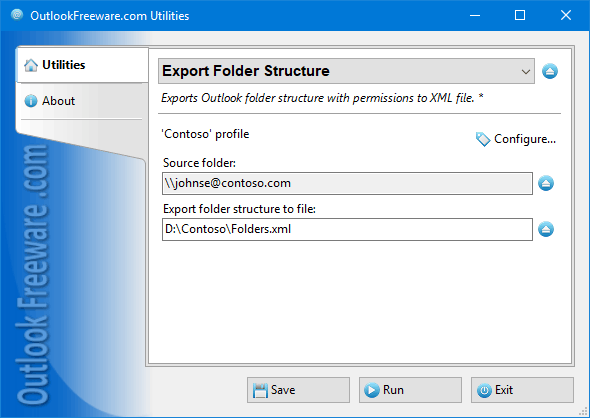 OutlookFreeware.com Utilities
Utilities
About
Export Folder Structure
Exports Outlook folder structure with permissions to XML file. *
'Contoso' profile
Configure...
Source folder:
\\johnse@contoso.com
Export folder structure to file:
D:\Contoso\Folders.xml
Outlook Freeware .com
Save
Run
Exit